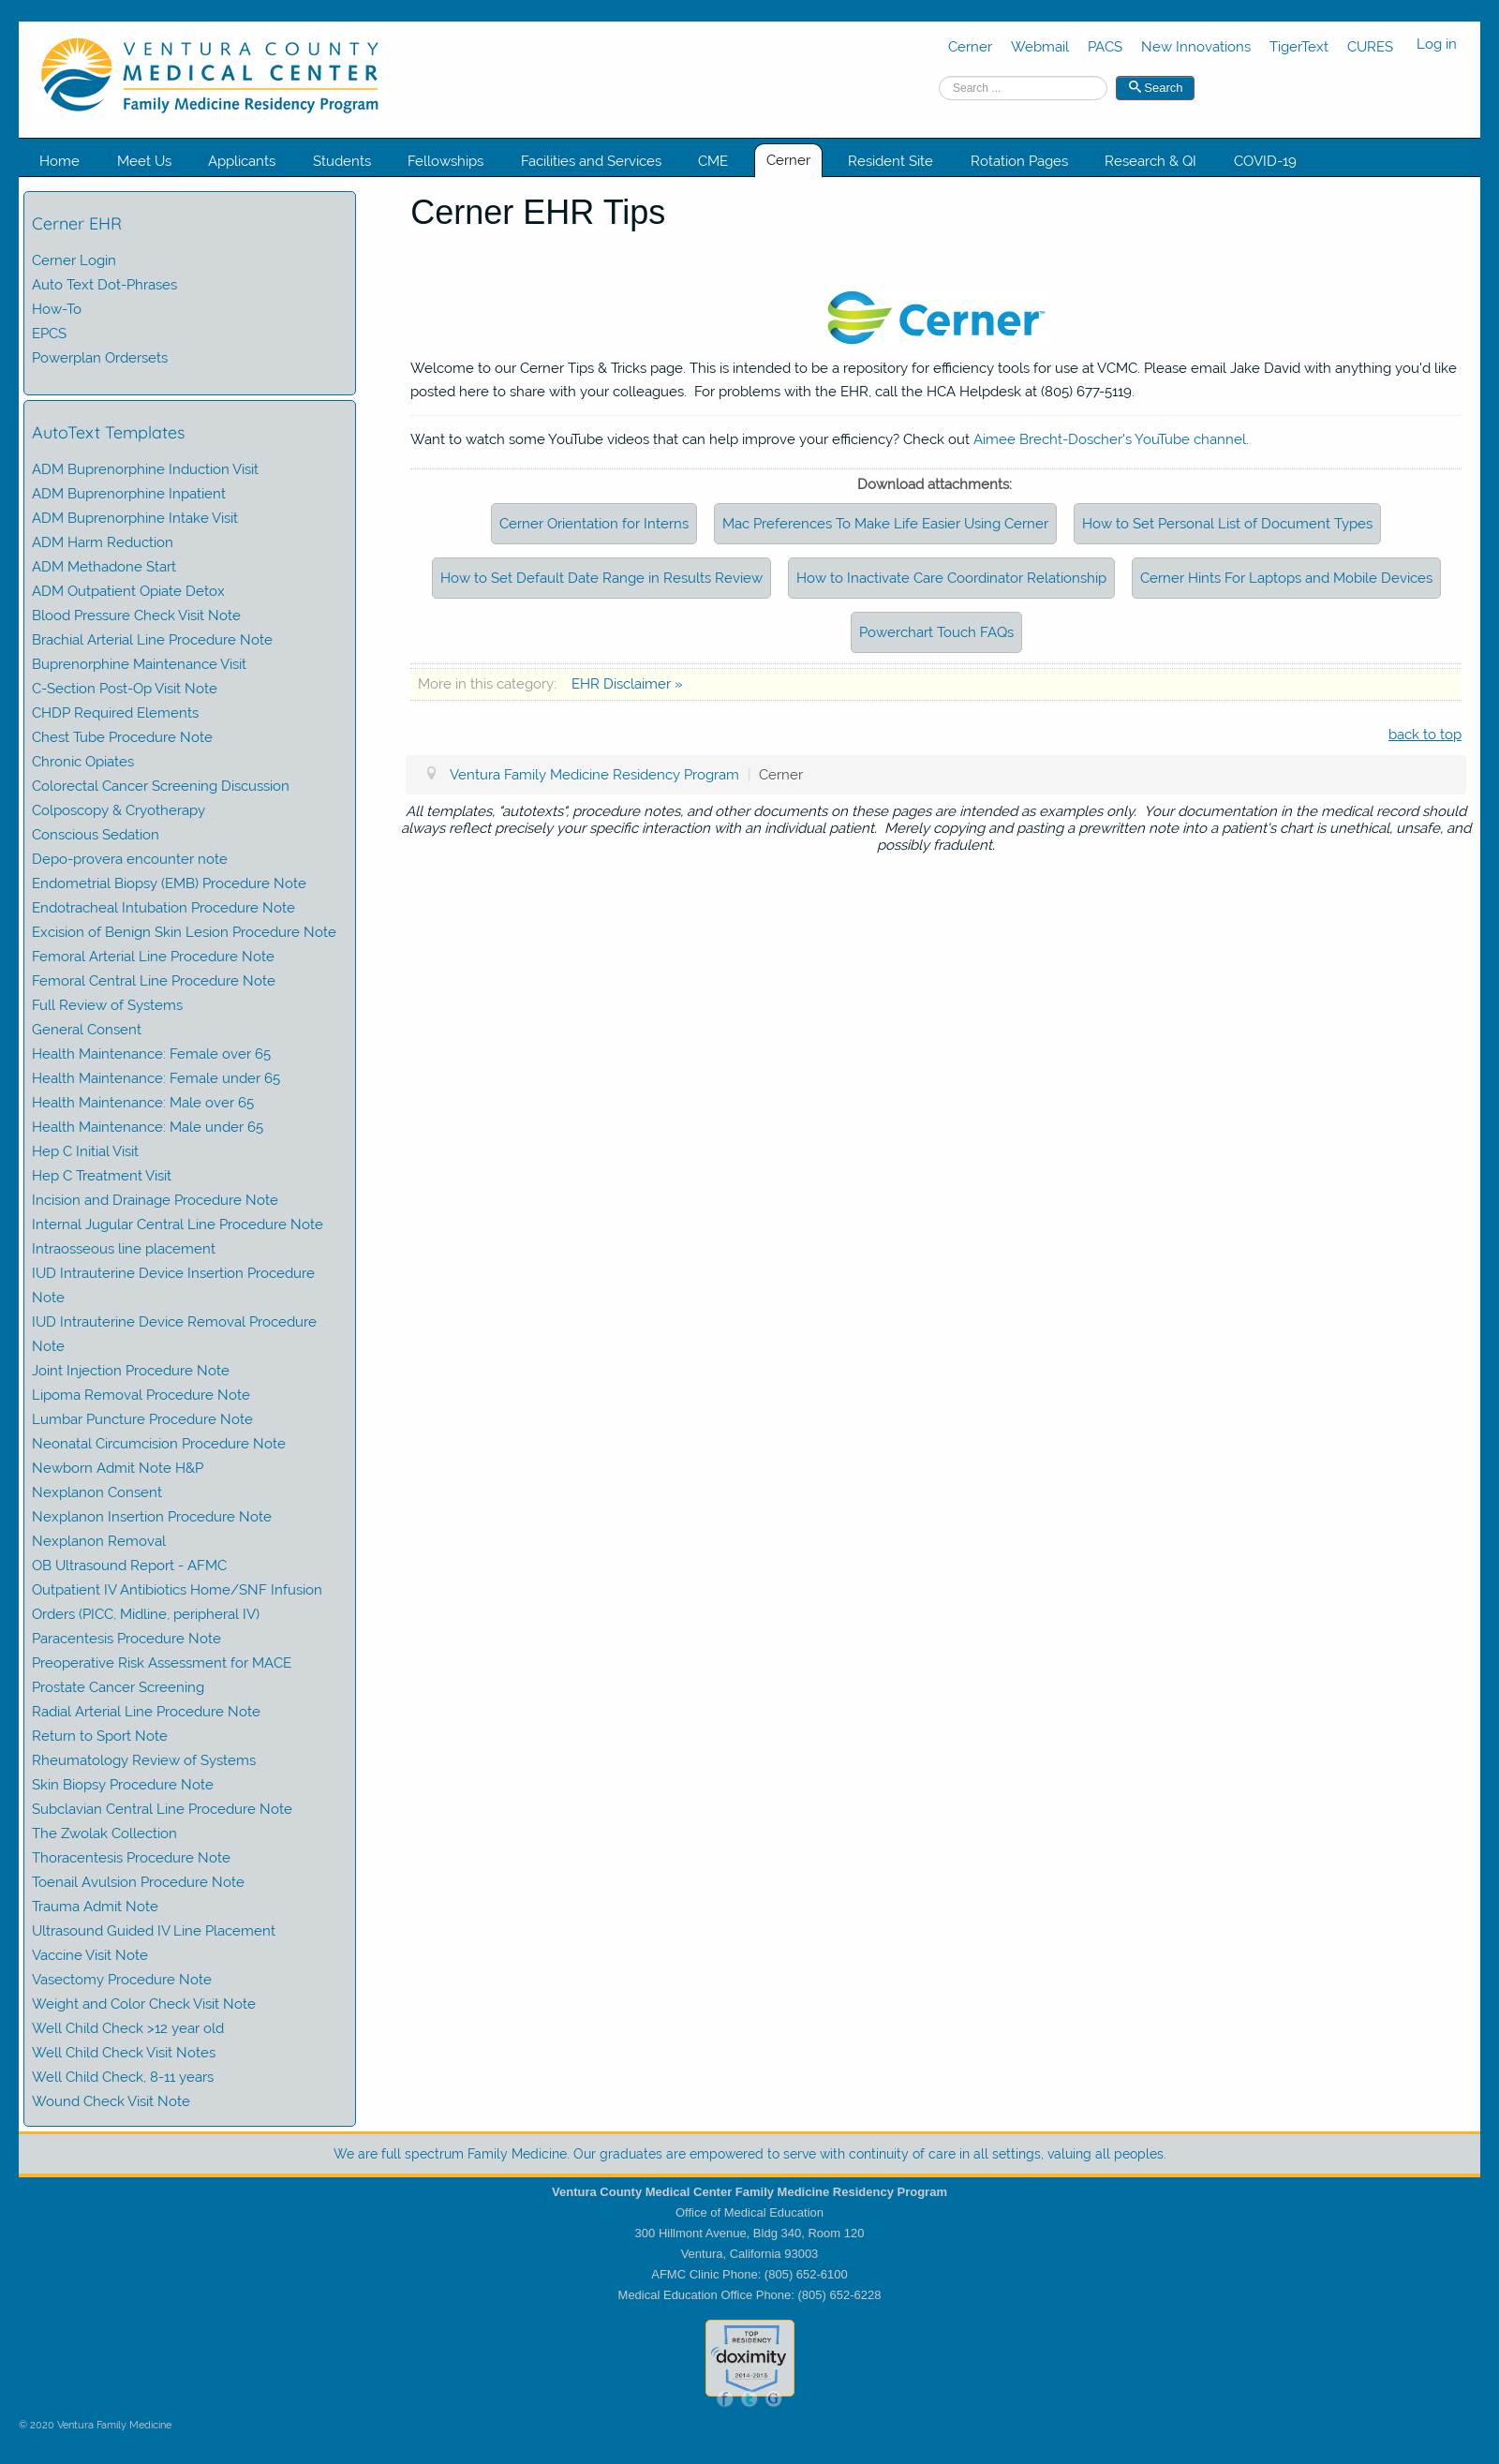 VENTURA COUNTY
MEDICAL CENTER
Family Medicine Residency Program
Cerner Webmail PACS New Innovations TigerText CURES Log in
Search ... Search
Home Meet Us Applicants Students Fellowships Facilities and Services CME Cerner Resident Site Rotation Pages Research & QI COVID-19
Cerner EHR
Cerner Login
Auto Text Dot-Phrases
How-To
EPCS
Powerplan Ordersets
AutoText Templates
ADM Buprenorphine Induction Visit
ADM Buprenorphine Inpatient
ADM Buprenorphine Intake Visit
ADM Harm Reduction
ADM Methadone Start
ADM Outpatient Opiate Detox
Blood Pressure Check Visit Note
Brachial Arterial Line Procedure Note
Buprenorphine Maintenance Visit
C-Section Post-Op Visit Note
CHDP Required Elements
Chest Tube Procedure Note
Chronic Opiates
Colorectal Cancer Screening Discussion
Colposcopy & Cryotherapy
Conscious Sedation
Depo-provera encounter note
Endometrial Biopsy (EMB) Procedure Note
Endotracheal Intubation Procedure Note
Excision of Benign Skin Lesion Procedure Note
Femoral Arterial Line Procedure Note
Femoral Central Line Procedure Note
Full Review of Systems
General Consent
Health Maintenance: Female over 65
Health Maintenance: Female under 65
Health Maintenance: Male over 65
Health Maintenance: Male under 65
Hep C Initial Visit
Hep C Treatment Visit
Incision and Drainage Procedure Note
Internal Jugular Central Line Procedure Note
Intraosseous line placement
IUD Intrauterine Device Insertion Procedure
Note
IUD Intrauterine Device Removal Procedure
Note
Joint Injection Procedure Note
Lipoma Removal Procedure Note
Lumbar Puncture Procedure Note
Neonatal Circumcision Procedure Note
Newborn Admit Note H&P
Nexplanon Consent
Nexplanon Insertion Procedure Note
Nexplanon Removal
OB Ultrasound Report - AFMC
Outpatient IV Antibiotics Home/SNF Infusion
Orders (PICC, Midline, peripheral IV)
Paracentesis Procedure Note
Preoperative Risk Assessment for MACE
Prostate Cancer Screening
Radial Arterial Line Procedure Note
Return to Sport Note
Rheumatology Review of Systems
Skin Biopsy Procedure Note
Subclavian Central Line Procedure Note
The Zwolak Collection
Thoracentesis Procedure Note
Toenail Avulsion Procedure Note
Trauma Admit Note
Ultrasound Guided IV Line Placement
Vaccine Visit Note
Vasectomy Procedure Note
Weight and Color Check Visit Note
Well Child Check >12 year old
Well Child Check Visit Notes
Well Child Check, 8-11 years
Wound Check Visit Note
Cerner EHR Tips
Cerner™
Welcome to our Cerner Tips & Tricks page. This is intended to be a repository for efficiency tools for use at VCMC. Please email Jake David with anything you'd like
posted here to share with your colleagues.  For problems with the EHR, call the HCA Helpdesk at (805) 677-5119.
Want to watch some YouTube videos that can help improve your efficiency? Check out Aimee Brecht-Doscher's YouTube channel.
Download attachments:
Cerner Orientation for Interns Mac Preferences To Make Life Easier Using Cerner How to Set Personal List of Document Types
How to Set Default Date Range in Results Review How to Inactivate Care Coordinator Relationship Cerner Hints For Laptops and Mobile Devices
Powerchart Touch FAQs
More in this category: EHR Disclaimer »
back to top
Ventura Family Medicine Residency Program | Cerner
All templates, "autotexts", procedure notes, and other documents on these pages are intended as examples only.  Your documentation in the medical record should
always reflect precisely your specific interaction with an individual patient.  Merely copying and pasting a prewritten note into a patient's chart is unethical, unsafe, and
possibly fradulent.
We are full spectrum Family Medicine. Our graduates are empowered to serve with continuity of care in all settings, valuing all peoples.
Ventura County Medical Center Family Medicine Residency Program
Office of Medical Education
300 Hillmont Avenue, Bldg 340, Room 120
Ventura, California 93003
AFMC Clinic Phone: (805) 652-6100
Medical Education Office Phone: (805) 652-6228
TOP
RESIDENCY
doximity
2014-2015
f t G
© 2020 Ventura Family Medicine